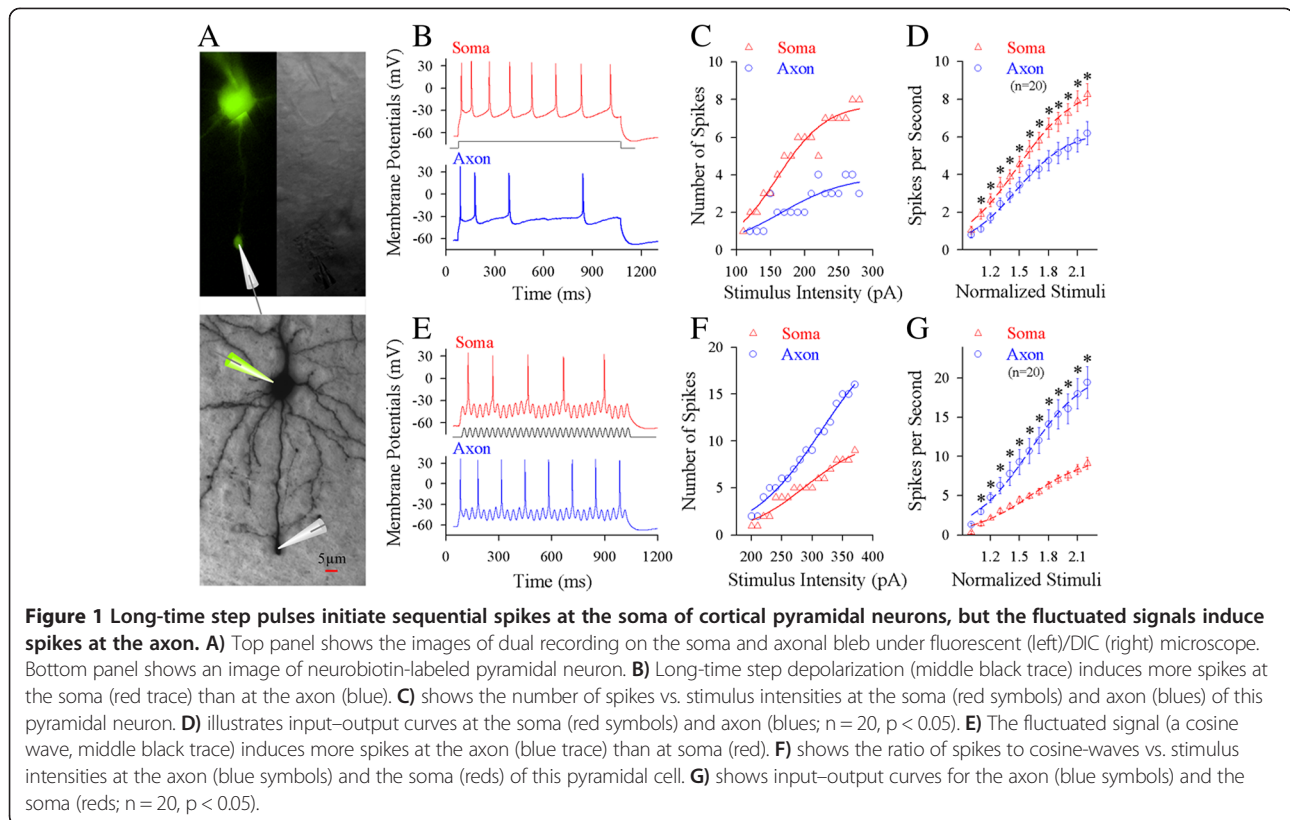 A
B
C
D
Soma
Axon
Membrane Potentials (mV)
30
0
-30
-60
30
0
-30
-60
0 300 600 900 1200
Time (ms)
Soma
Axon
Number of Spikes
10
8
6
4
2
0
100 150 200 250 300
Stimulus Intensity (pA)
Soma
Axon
(n=20)
Spikes per Second
10
8
6
4
2
0
* * * * * * * * * * * *
1.2 1.5 1.8 2.1
Normalized Stimuli
5µm
E
F
G
Soma
Axon
Membrane Potentials (mV)
30
0
-30
-60
30
0
-30
-60
0 300 600 900 1200
Time (ms)
Soma
Axon
Number of Spikes
20
15
10
5
0
200 300 400
Stimulus Intensity (pA)
Soma
Axon
(n=20)
Spikes per Second
20
15
10
5
0
* * * * * * * * * * * *
1.2 1.5 1.8 2.1
Normalized Stimuli
Figure 1 Long-time step pulses initiate sequential spikes at the soma of cortical pyramidal neurons, but the fluctuated signals induce
spikes at the axon. A) Top panel shows the images of dual recording on the soma and axonal bleb under fluorescent (left)/DIC (right) microscope.
Bottom panel shows an image of neurobiotin-labeled pyramidal neuron. B) Long-time step depolarization (middle black trace) induces more spikes at
the soma (red trace) than at the axon (blue). C) shows the number of spikes vs. stimulus intensities at the soma (red symbols) and axon (blues) of this
pyramidal neuron. D) illustrates input–output curves at the soma (red symbols) and axon (blues; n = 20, p < 0.05). E) The fluctuated signal (a cosine
wave, middle black trace) induces more spikes at the axon (blue trace) than at soma (red). F) shows the ratio of spikes to cosine-waves vs. stimulus
intensities at the axon (blue symbols) and the soma (reds) of this pyramidal cell. G) shows input–output curves for the axon (blue symbols) and the
soma (reds; n = 20, p < 0.05).